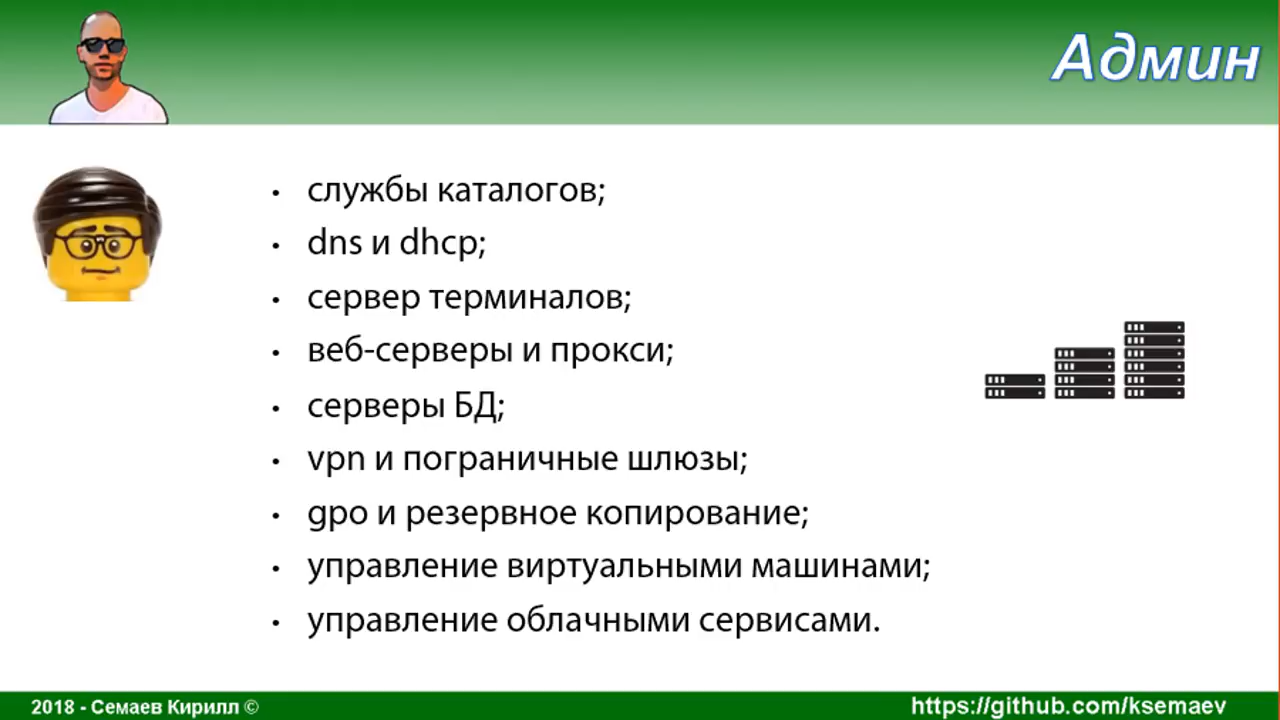 Админ
• службы каталогов;
• dns и dhcp;
• сервер терминалов;
• веб-серверы и прокси;
• серверы БД;
• vpn и пограничные шлюзы;
• gpo и резервное копирование;
• управление виртуальными машинами;
• управление облачными сервисами.
2018 - Семаев Кирилл ©
https://github.com/ksemaev